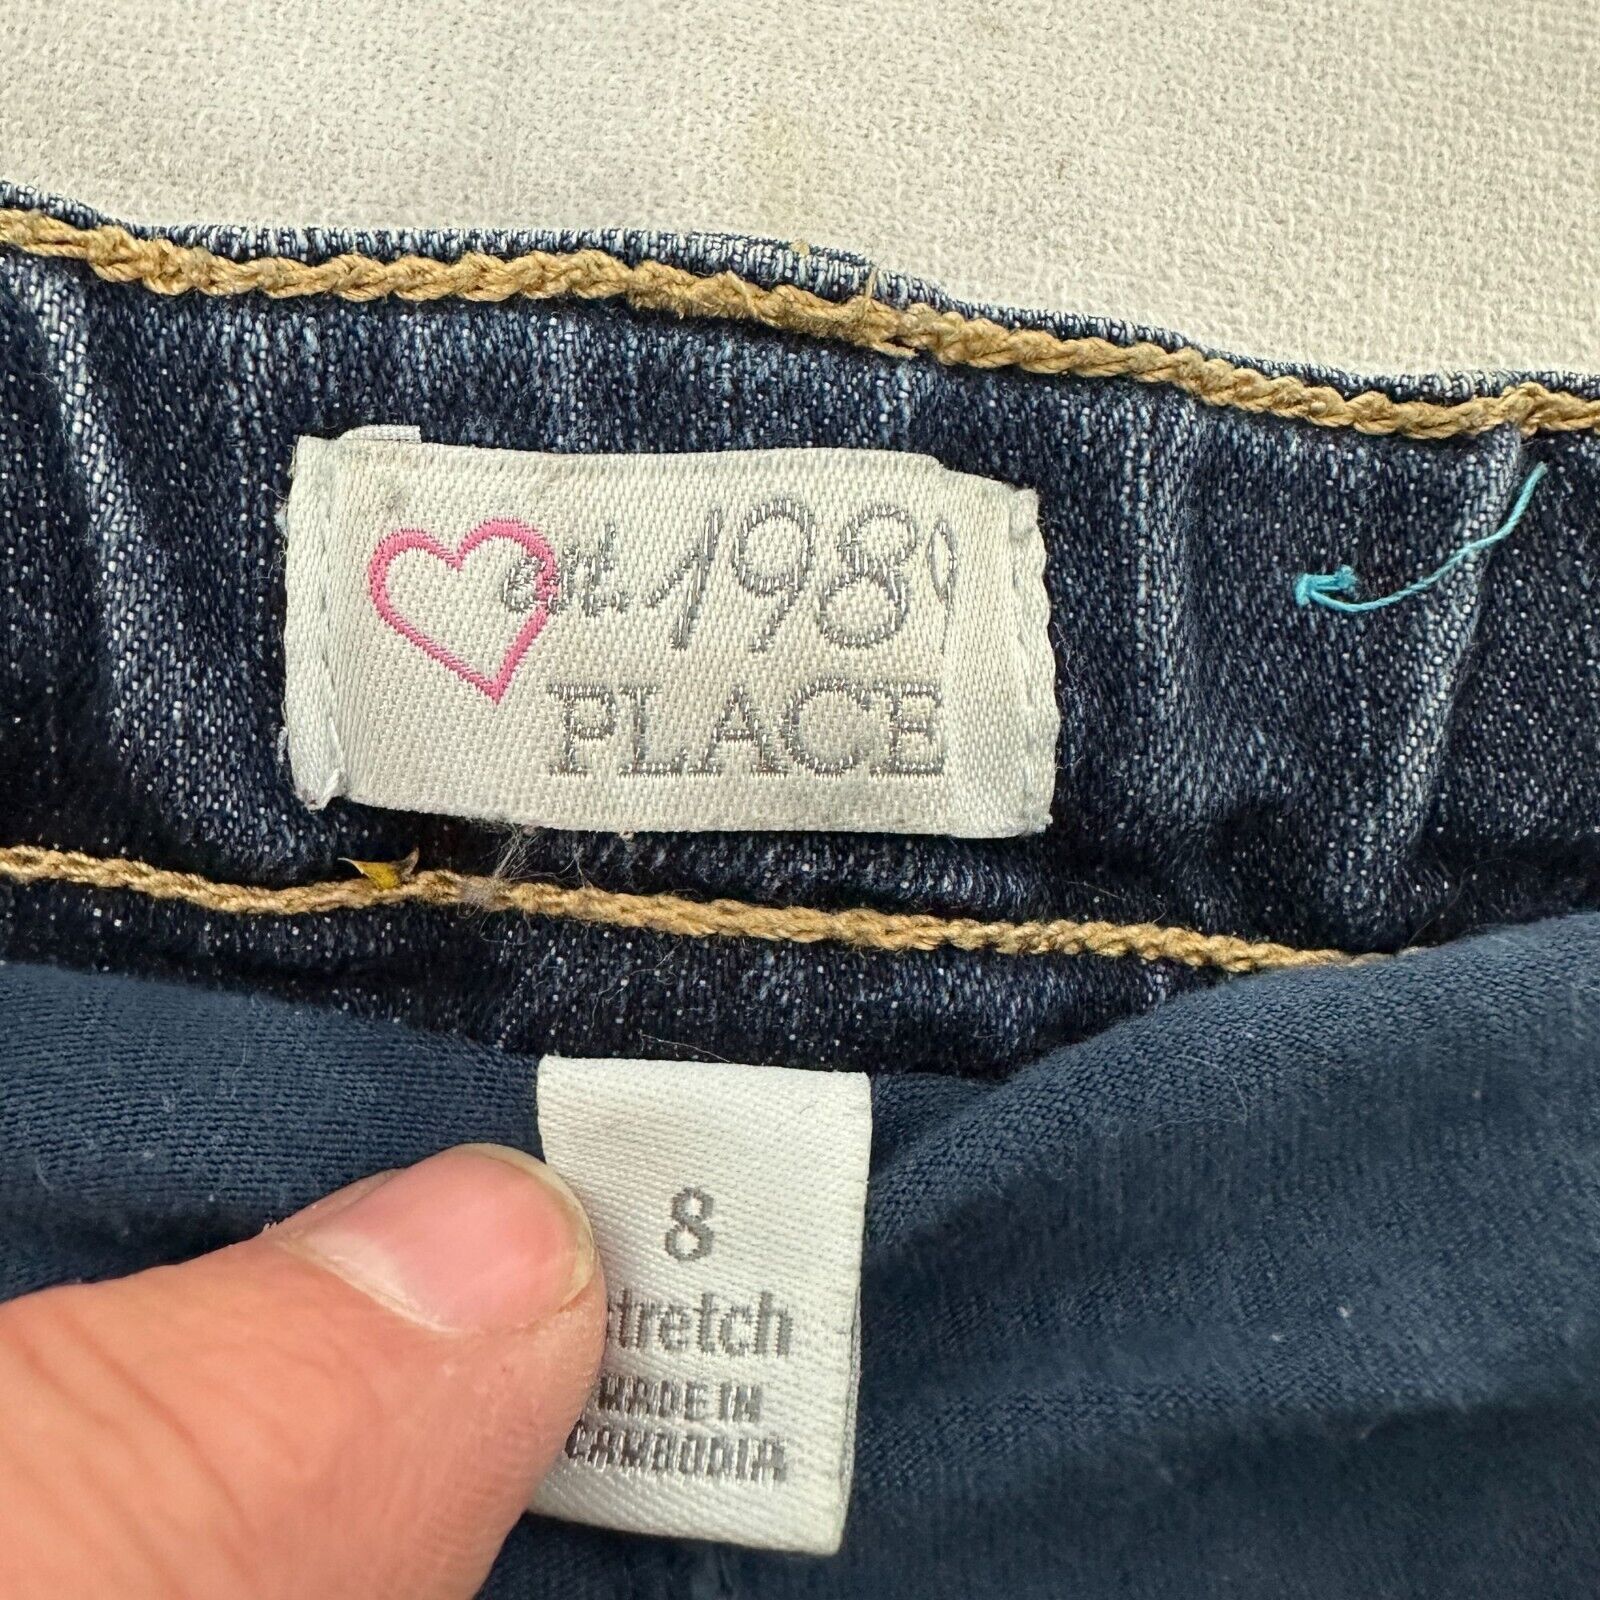 est. 1989
PLACE
8
stretch
MADE IN
CAMBODIA